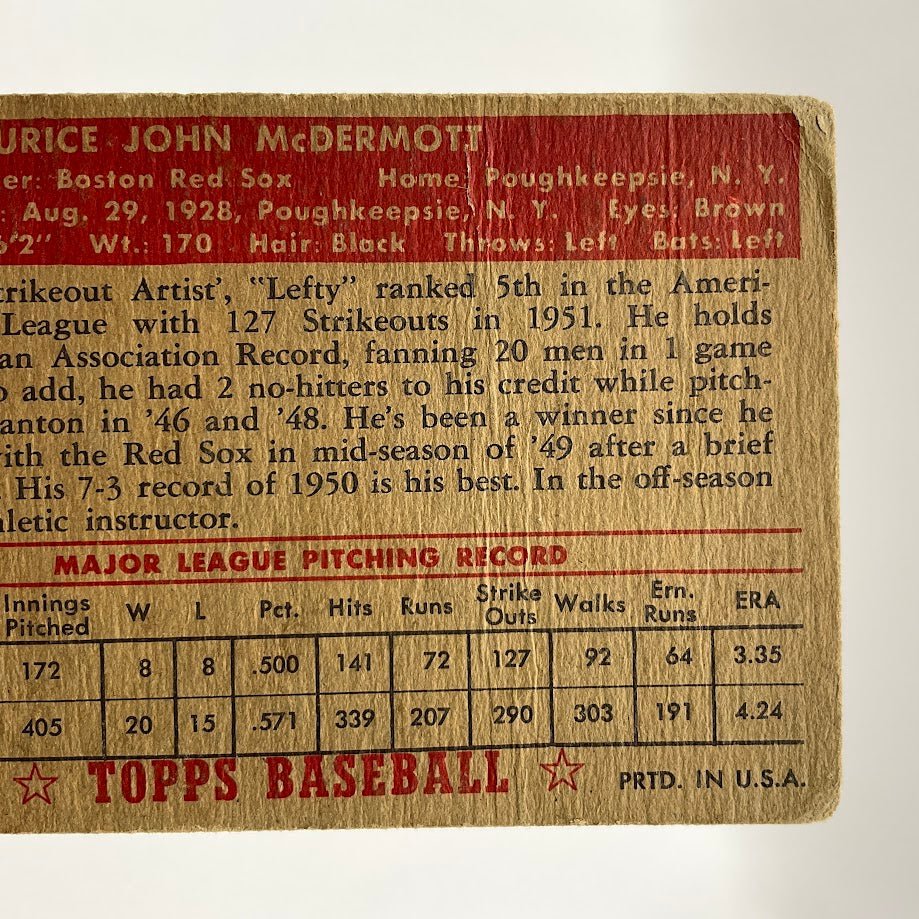 URICE JOHN McDERMOTT
er: Boston Red Sox Home: Poughkeepsie, N. Y.
: Aug. 29, 1928, Poughkeepsie, N. Y. Eyes: Brown
6'2" Wt.: 170 Hair: Black Throws: Left Bats: Left
trikeout Artist', "Lefty" ranked 5th in the Ameri-
League with 127 Strikeouts in 1951. He holds
an Association Record, fanning 20 men in 1 game
o add, he had 2 no-hitters to his credit while pitch-
anton in '46 and '48. He's been a winner since he
ith the Red Sox in mid-season of '49 after a brief
. His 7-3 record of 1950 is his best. In the off-season
hletic instructor.
MAJOR LEAGUE PITCHING RECORD
Innings Pitched W L Pct. Hits Runs Strike Outs Walks Ern. Runs ERA
172 8 8 .500 141 72 127 92 64 3.35
405 20 15 .571 339 207 290 303 191 4.24
TOPPS BASEBALL PRTD. IN U.S.A.